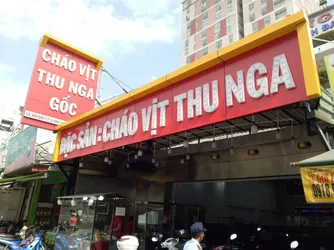 CHÁO VỊT
THU NGA
GỐC
ĐẶC SẢN - CHÁO VỊT THU NGA